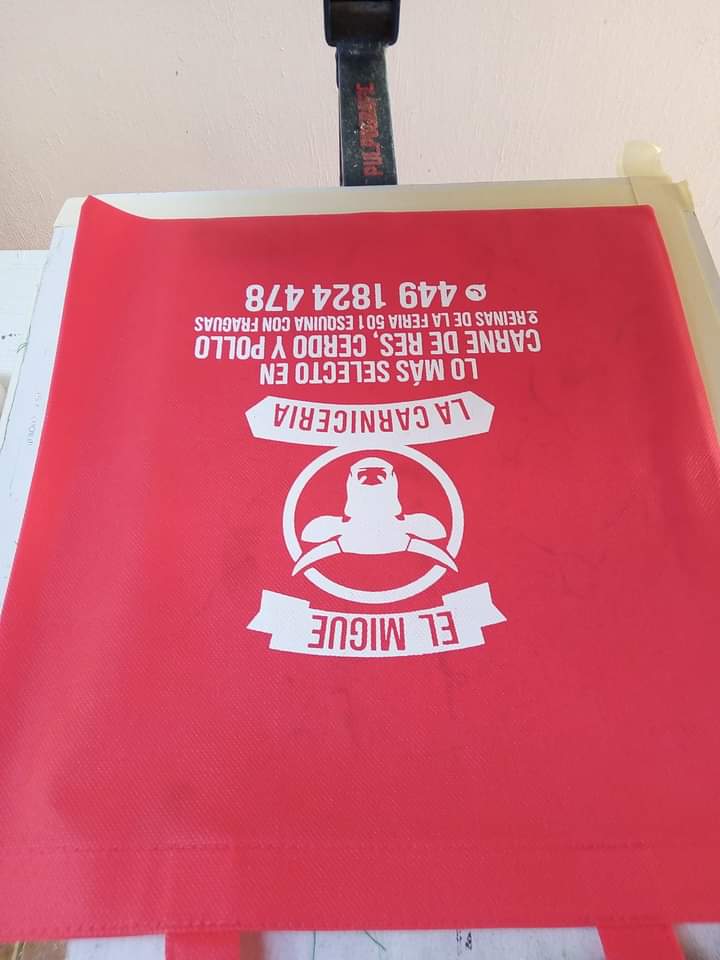 EL MIGUE
LA CARNICERIA
LO MÁS SELECTO EN
CARNE DE RES, CERDO Y POLLO
REINAS DE LA FERIA 501 ESQUINA CON FRAGUAS
449 1824 478